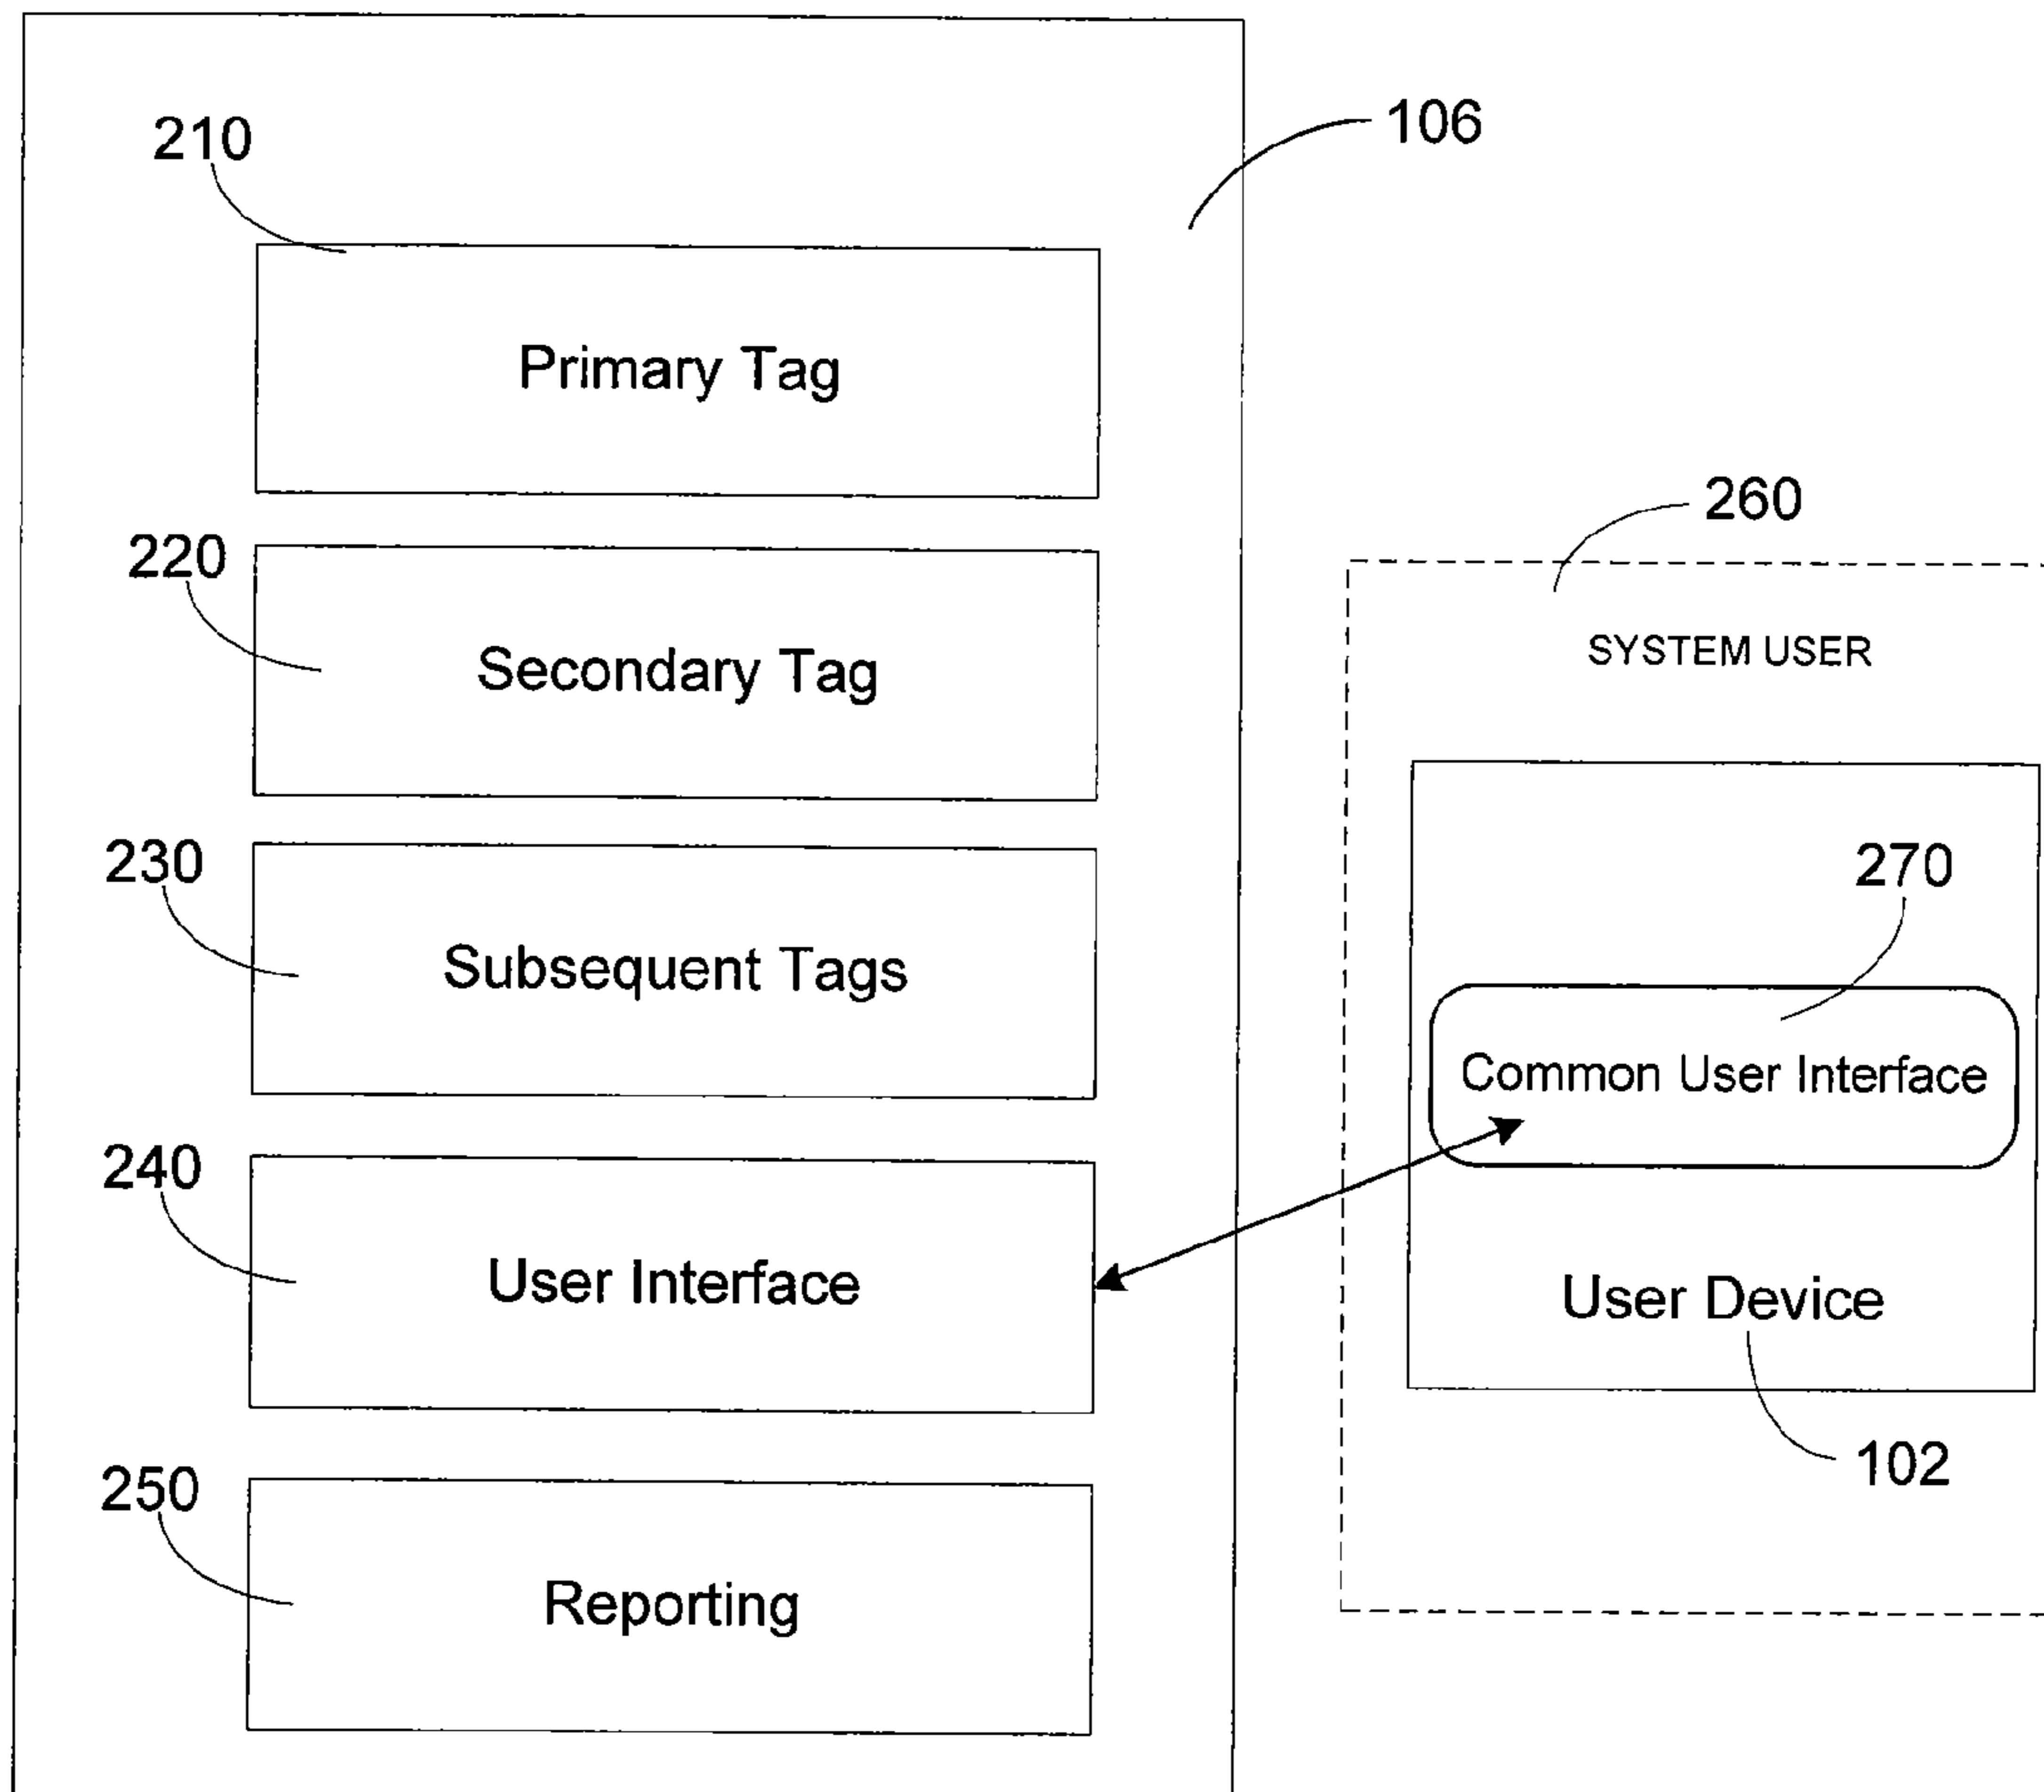 106
210
Primary Tag
220
Secondary Tag
230
Subsequent Tags
240
User Interface
250
Reporting
260
SYSTEM USER
270
Common User Interface
User Device
102